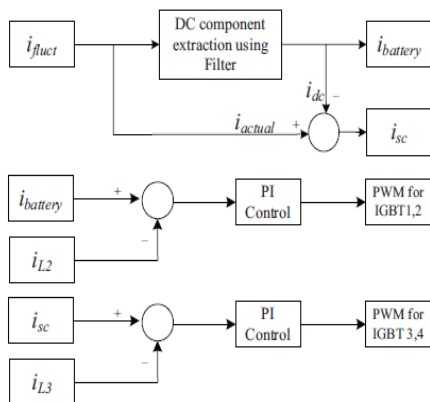 i_fluct
DC component
extraction using
Filter
i_battery
i_dc
−
i_actual
+
i_sc
i_battery
+
−
i_L2
PI
Control
PWM for
IGBT1,2
i_sc
+
−
i_L3
PI
Control
PWM for
IGBT 3,4